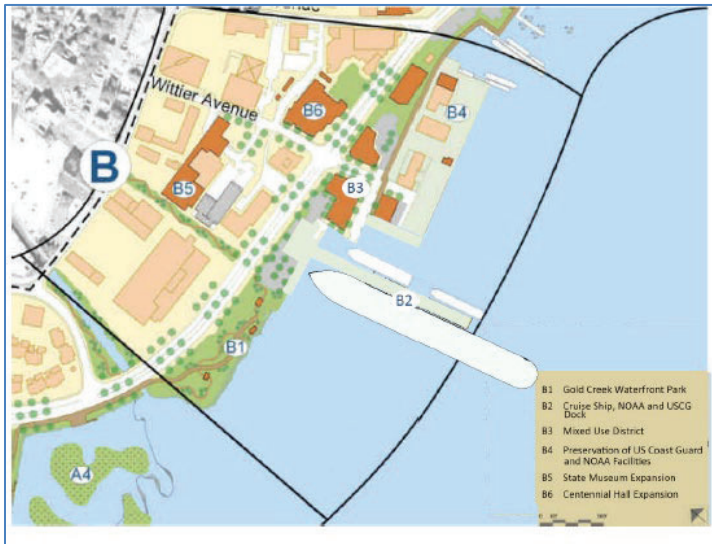 Wittier Avenue
B6
B4
B
B5
B3
B2
B1
A4
B1 Gold Creek Waterfront Park
B2 Cruise Ship, NOAA and USCG
Dock
B3 Mixed Use District
B4 Preservation of US Coast Guard
and NOAA Facilities
B5 State Museum Expansion
B6 Centennial Hall Expansion